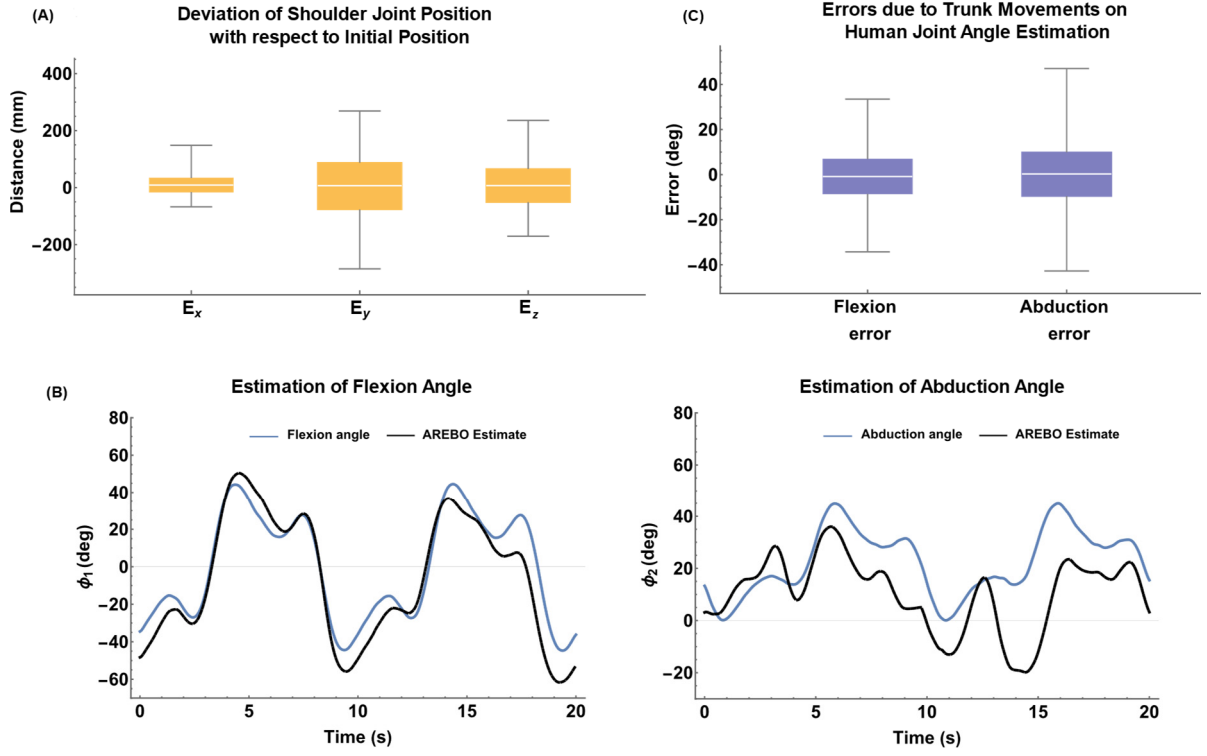 (A)
Deviation of Shoulder Joint Position
with respect to Initial Position
Distance (mm)
400
200
0
−200
E_x
E_y
E_z
(C)
Errors due to Trunk Movements on
Human Joint Angle Estimation
Error (deg)
40
20
0
−20
−40
Flexion
error
Abduction
error
(B)
Estimation of Flexion Angle
Flexion angle
AREBO Estimate
ϕ₁ (deg)
80
60
40
20
0
−20
−40
−60
0
5
10
15
20
Time (s)
Estimation of Abduction Angle
Abduction angle
AREBO Estimate
ϕ₂ (deg)
80
60
40
20
0
−20
0
5
10
15
20
Time (s)